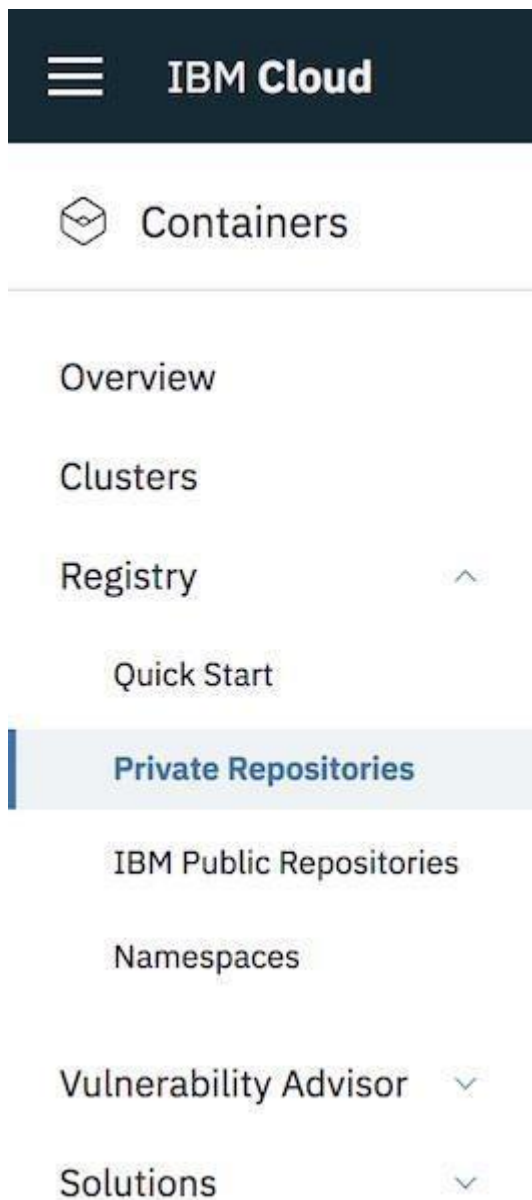 IBM Cloud
Containers
Overview
Clusters
Registry
Quick Start
Private Repositories
IBM Public Repositories
Namespaces
Vulnerability Advisor
Solutions